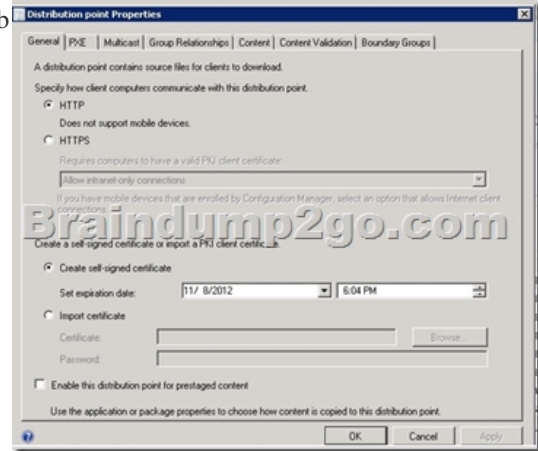 b
Distribution point Properties
General PXE Multicast Group Relationships Content Content Validation Boundary Groups
A distribution point contains source files for clients to download.
Specify how client computers communicate with this distribution point.
HTTP
Does not support mobile devices.
HTTPS
Requires computers to have a valid PKI client certificate:
Allow intranet-only connections
If you have mobile devices that are enrolled by Configuration Manager, select an option that allows Internet client connections.
Braindump2go.com
Create a self-signed certificate or import a PKI client certificate.
Create self-signed certificate
Set expiration date: 11/ 8/2012 6:04 PM
Import certificate
Certificate: Browse...
Password:
Enable this distribution point for prestaged content
Use the application or package properties to choose how content is copied to this distribution point.
OK Cancel Apply